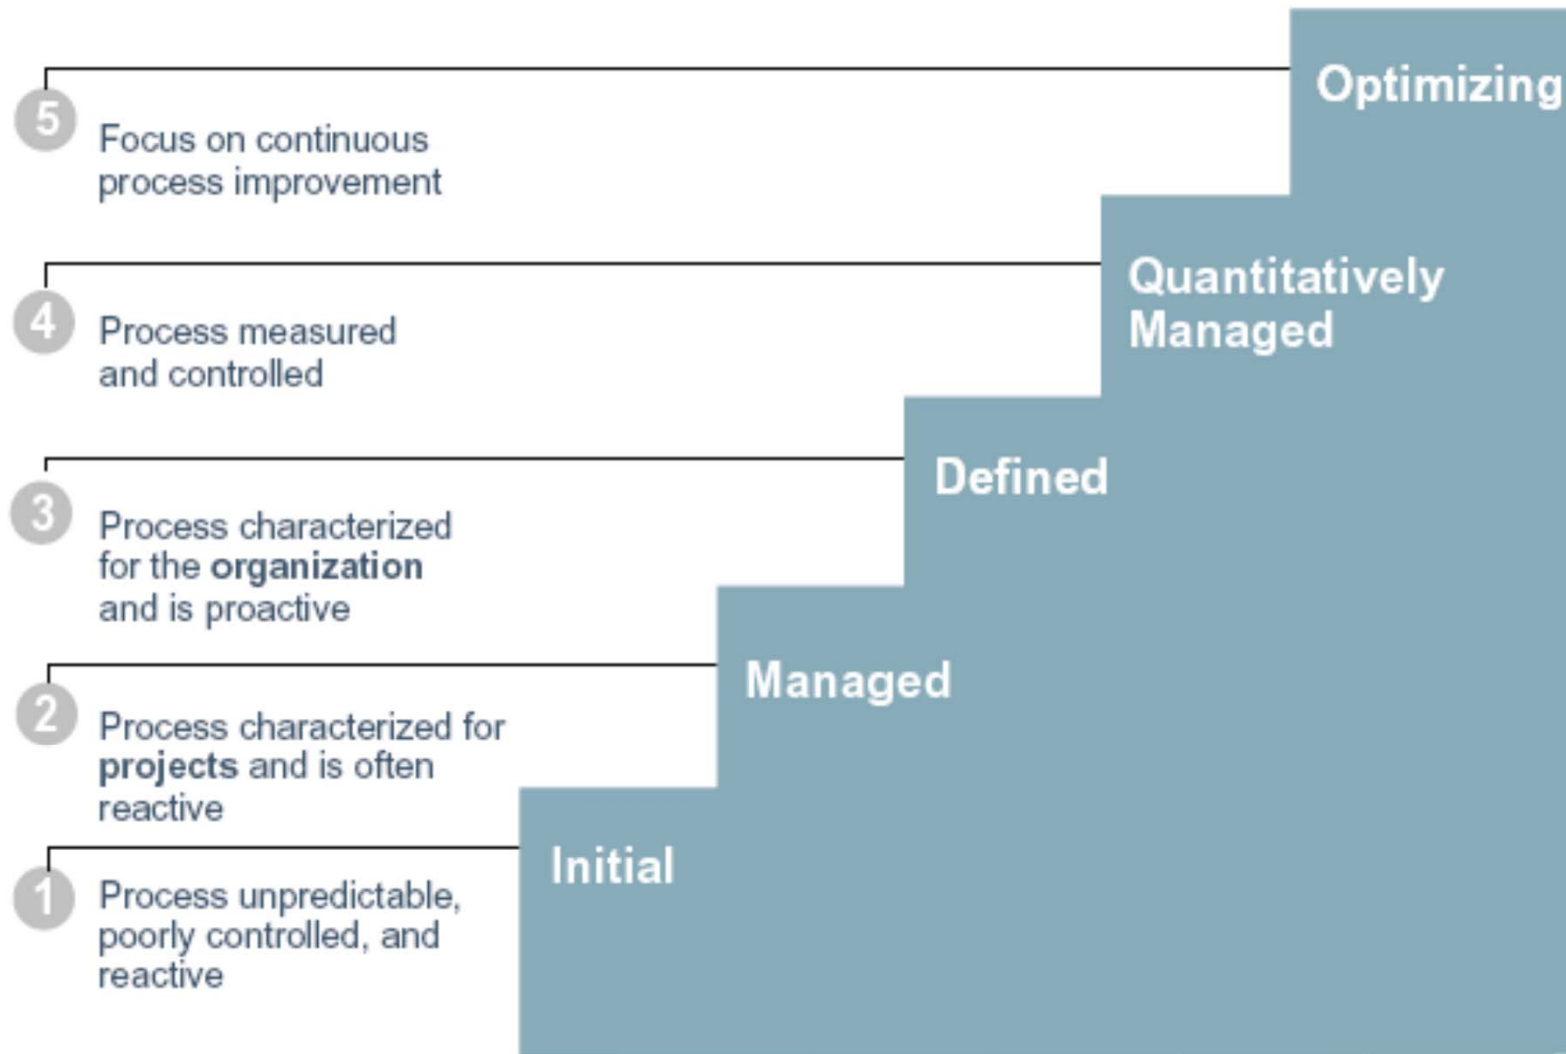 Optimizing
5
Focus on continuous
process improvement
Quantitatively
Managed
4
Process measured
and controlled
Defined
3
Process characterized
for the organization
and is proactive
Managed
2
Process characterized for
projects and is often
reactive
Initial
1
Process unpredictable,
poorly controlled, and
reactive